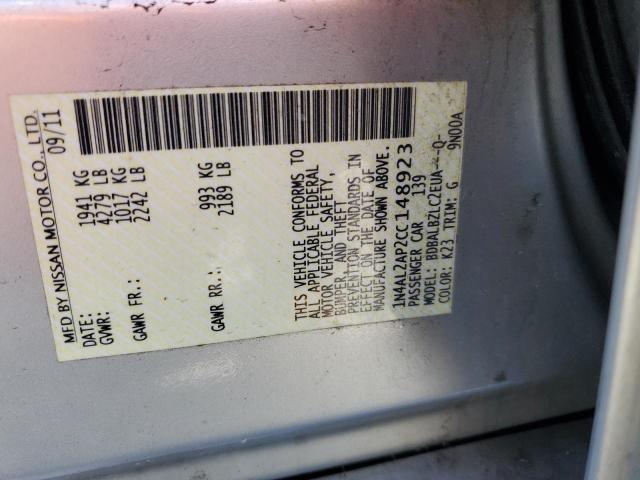 MFD BY NISSAN MOTOR CO., LTD.
DATE: 09/11
GVWR: 1941 KG
4279 LB
GAWR FR.: 1017 KG
2242 LB
GAWR RR.: 993 KG
2189 LB
THIS VEHICLE CONFORMS TO
ALL APPLICABLE FEDERAL
MOTOR VEHICLE SAFETY,
BUMPER, AND THEFT
PREVENTION STANDARDS IN
EFFECT ON THE DATE OF
MANUFACTURE SHOWN ABOVE.
1N4AL2AP2CC148923
PASSENGER CAR 139
MODEL: BDBALBZLC2EUA---Q-
COLOR: K23 TRIM: G 9N00A